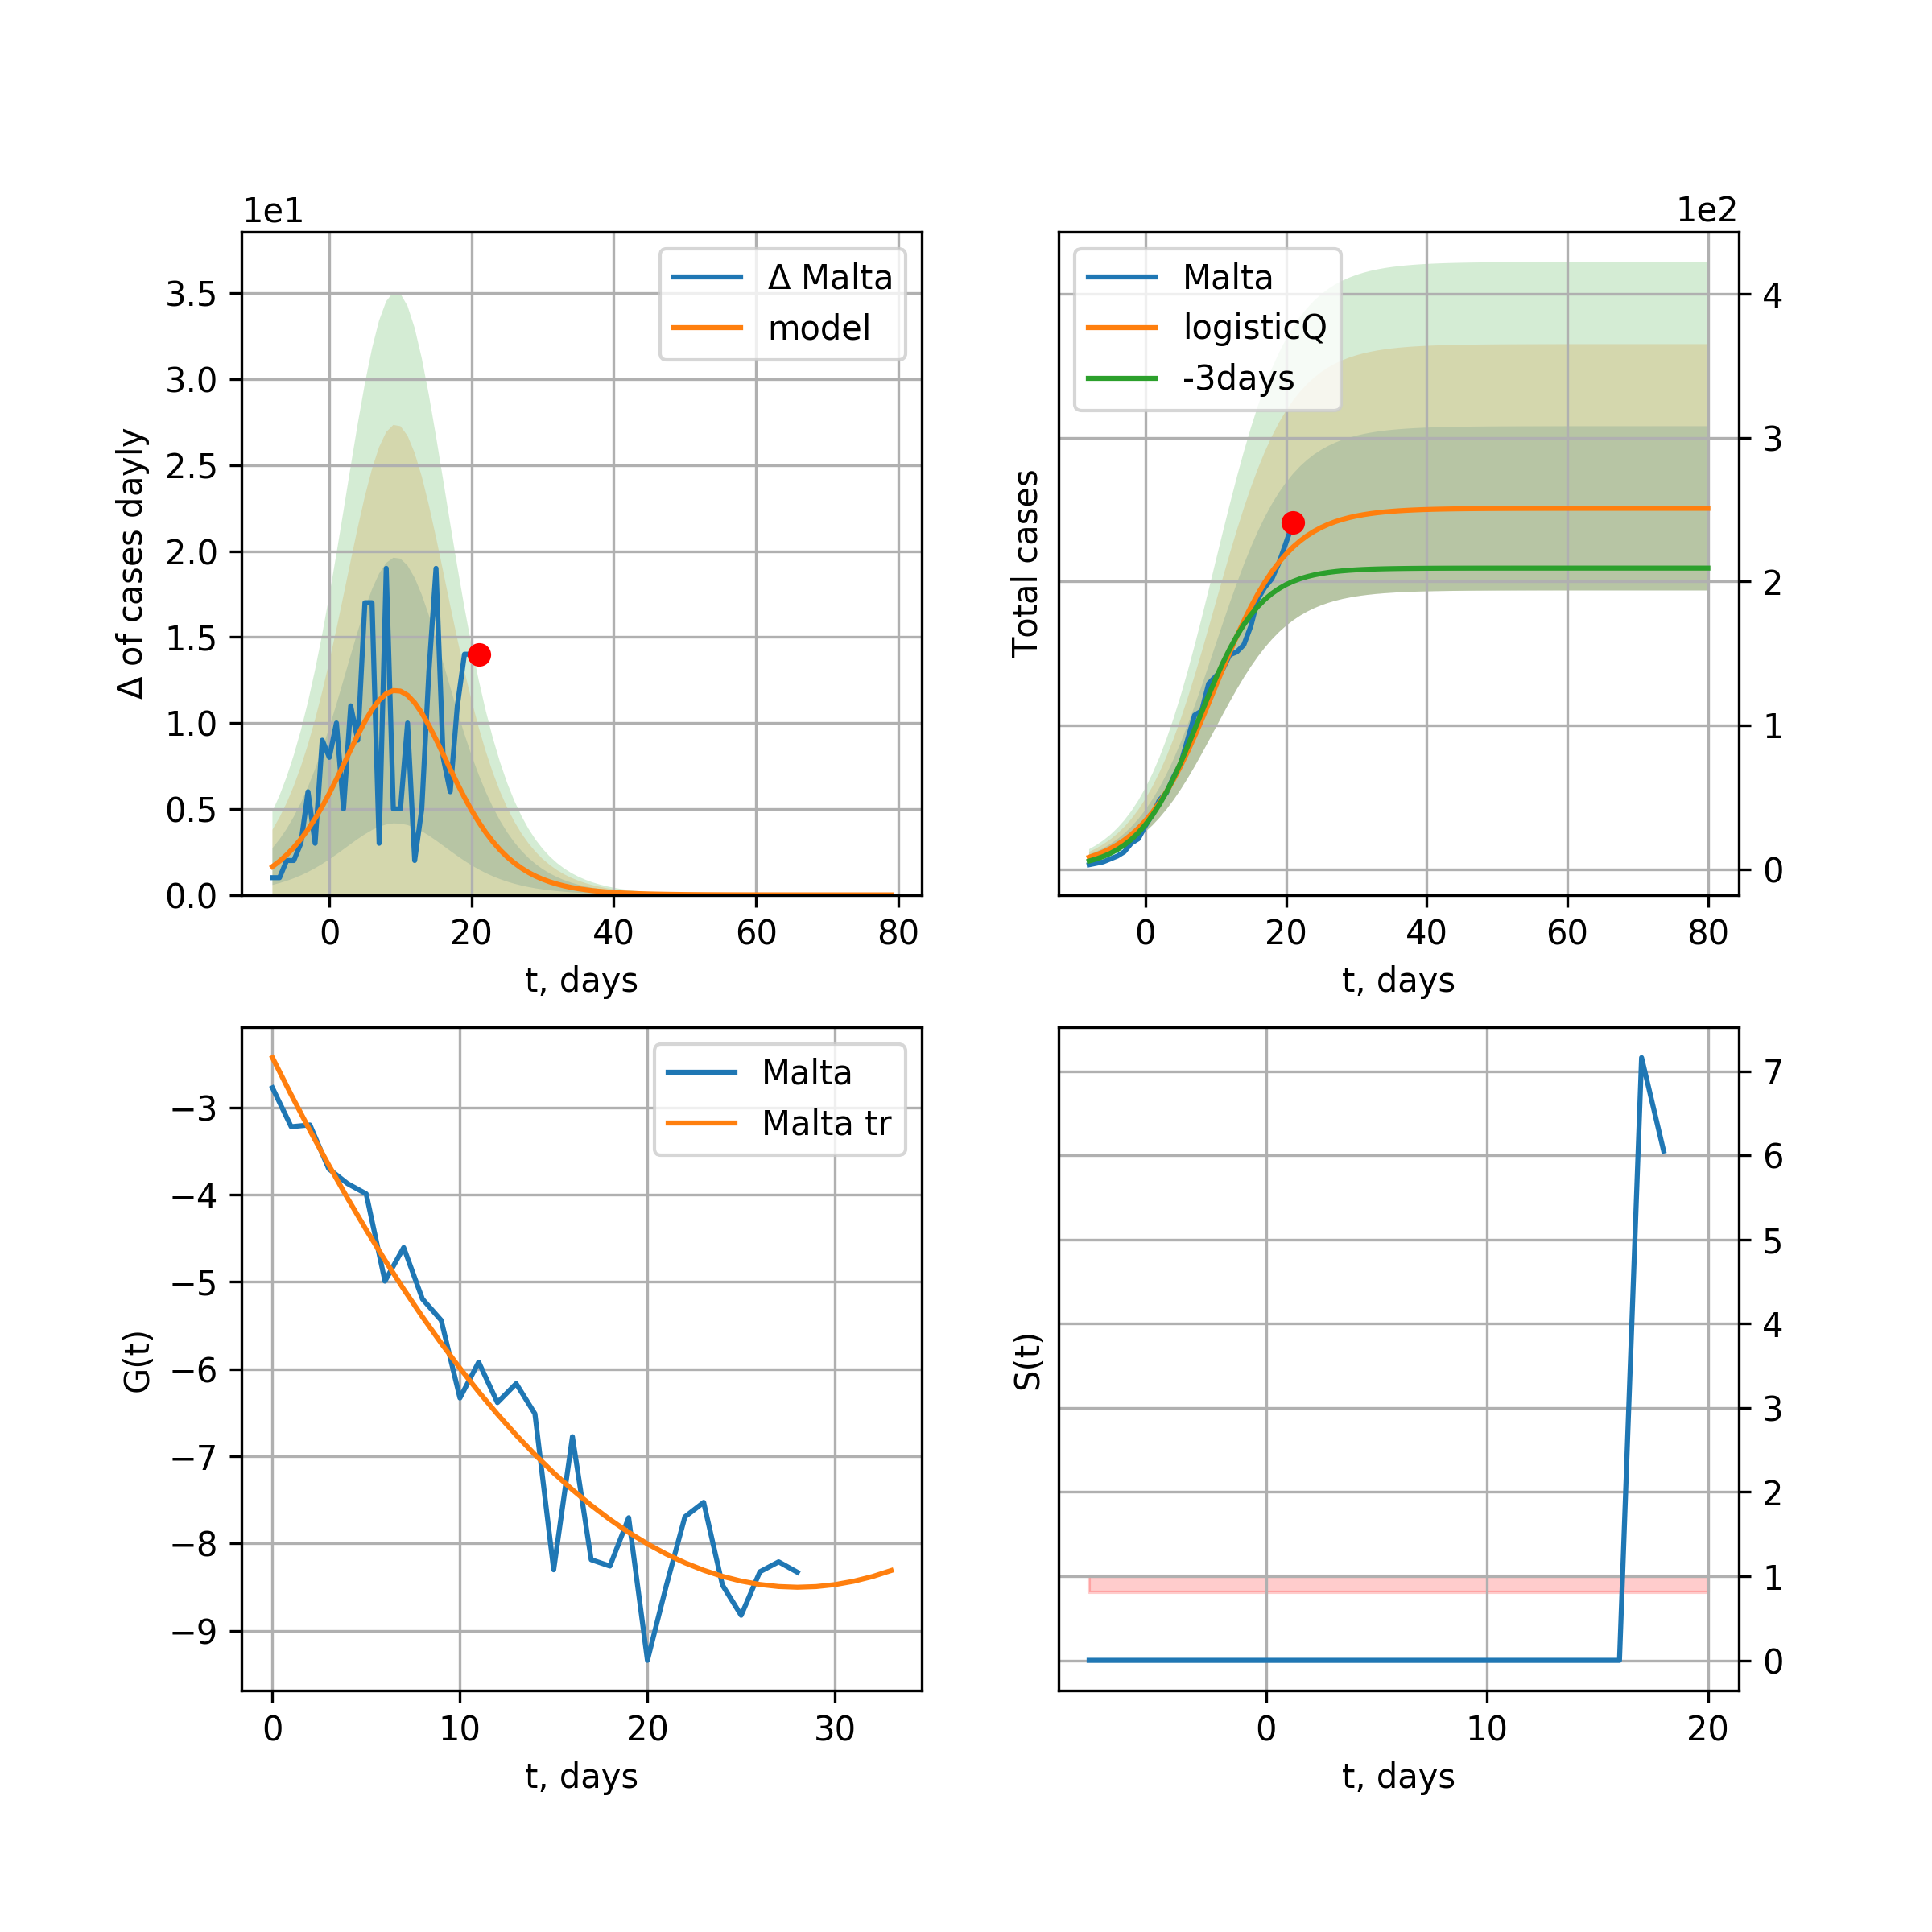 1e1
Δ of cases dayly
3.5
3.0
2.5
2.0
1.5
1.0
0.5
0.0
Δ Malta
model
0 20 40 60 80
t, days
1e2
Total cases
Malta
logisticQ
-3days
4
3
2
1
0
0 20 40 60 80
t, days
G(t)
−3
−4
−5
−6
−7
−8
−9
Malta
Malta tr
0 10 20 30
t, days
S(t)
7
6
5
4
3
2
1
0
0 10 20
t, days